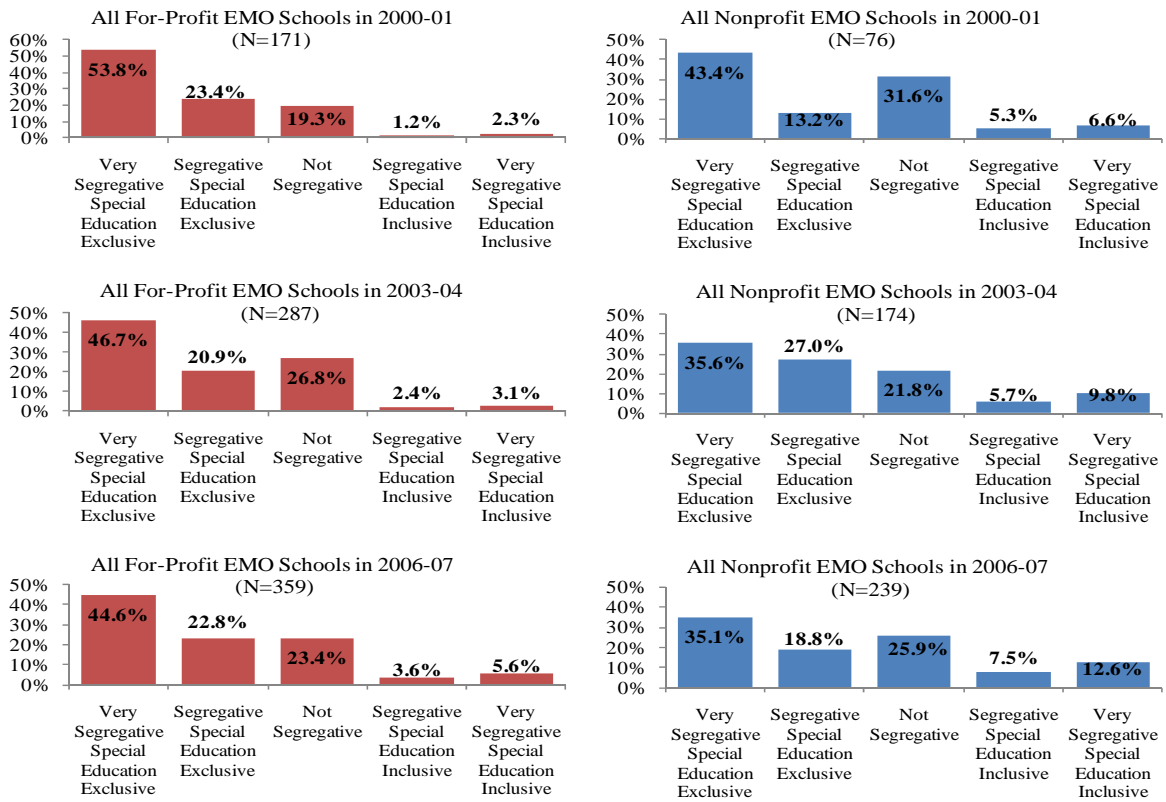 All For-Profit EMO Schools in 2000-01
(N=171)
60%
50%
40%
30%
20%
10%
0%
53.8%
23.4%
19.3%
1.2%
2.3%
Very
Segregative
Special
Education
Exclusive
Segregative
Special
Education
Exclusive
Not
Segregative
Segregative
Special
Education
Inclusive
Very
Segregative
Special
Education
Inclusive
All Nonprofit EMO Schools in 2000-01
(N=76)
50%
40%
30%
20%
10%
0%
43.4%
13.2%
31.6%
5.3%
6.6%
Very
Segregative
Special
Education
Exclusive
Segregative
Special
Education
Exclusive
Not
Segregative
Segregative
Special
Education
Inclusive
Very
Segregative
Special
Education
Inclusive
All For-Profit EMO Schools in 2003-04
(N=287)
50%
40%
30%
20%
10%
0%
46.7%
20.9%
26.8%
2.4%
3.1%
Very
Segregative
Special
Education
Exclusive
Segregative
Special
Education
Exclusive
Not
Segregative
Segregative
Special
Education
Inclusive
Very
Segregative
Special
Education
Inclusive
All Nonprofit EMO Schools in 2003-04
(N=174)
50%
40%
30%
20%
10%
0%
35.6%
27.0%
21.8%
5.7%
9.8%
Very
Segregative
Special
Education
Exclusive
Segregative
Special
Education
Exclusive
Not
Segregative
Segregative
Special
Education
Inclusive
Very
Segregative
Special
Education
Inclusive
All For-Profit EMO Schools in 2006-07
(N=359)
50%
40%
30%
20%
10%
0%
44.6%
22.8%
23.4%
3.6%
5.6%
Very
Segregative
Special
Education
Exclusive
Segregative
Special
Education
Exclusive
Not
Segregative
Segregative
Special
Education
Inclusive
Very
Segregative
Special
Education
Inclusive
All Nonprofit EMO Schools in 2006-07
(N=239)
50%
40%
30%
20%
10%
0%
35.1%
18.8%
25.9%
7.5%
12.6%
Very
Segregative
Special
Education
Exclusive
Segregative
Special
Education
Exclusive
Not
Segregative
Segregative
Special
Education
Inclusive
Very
Segregative
Special
Education
Inclusive